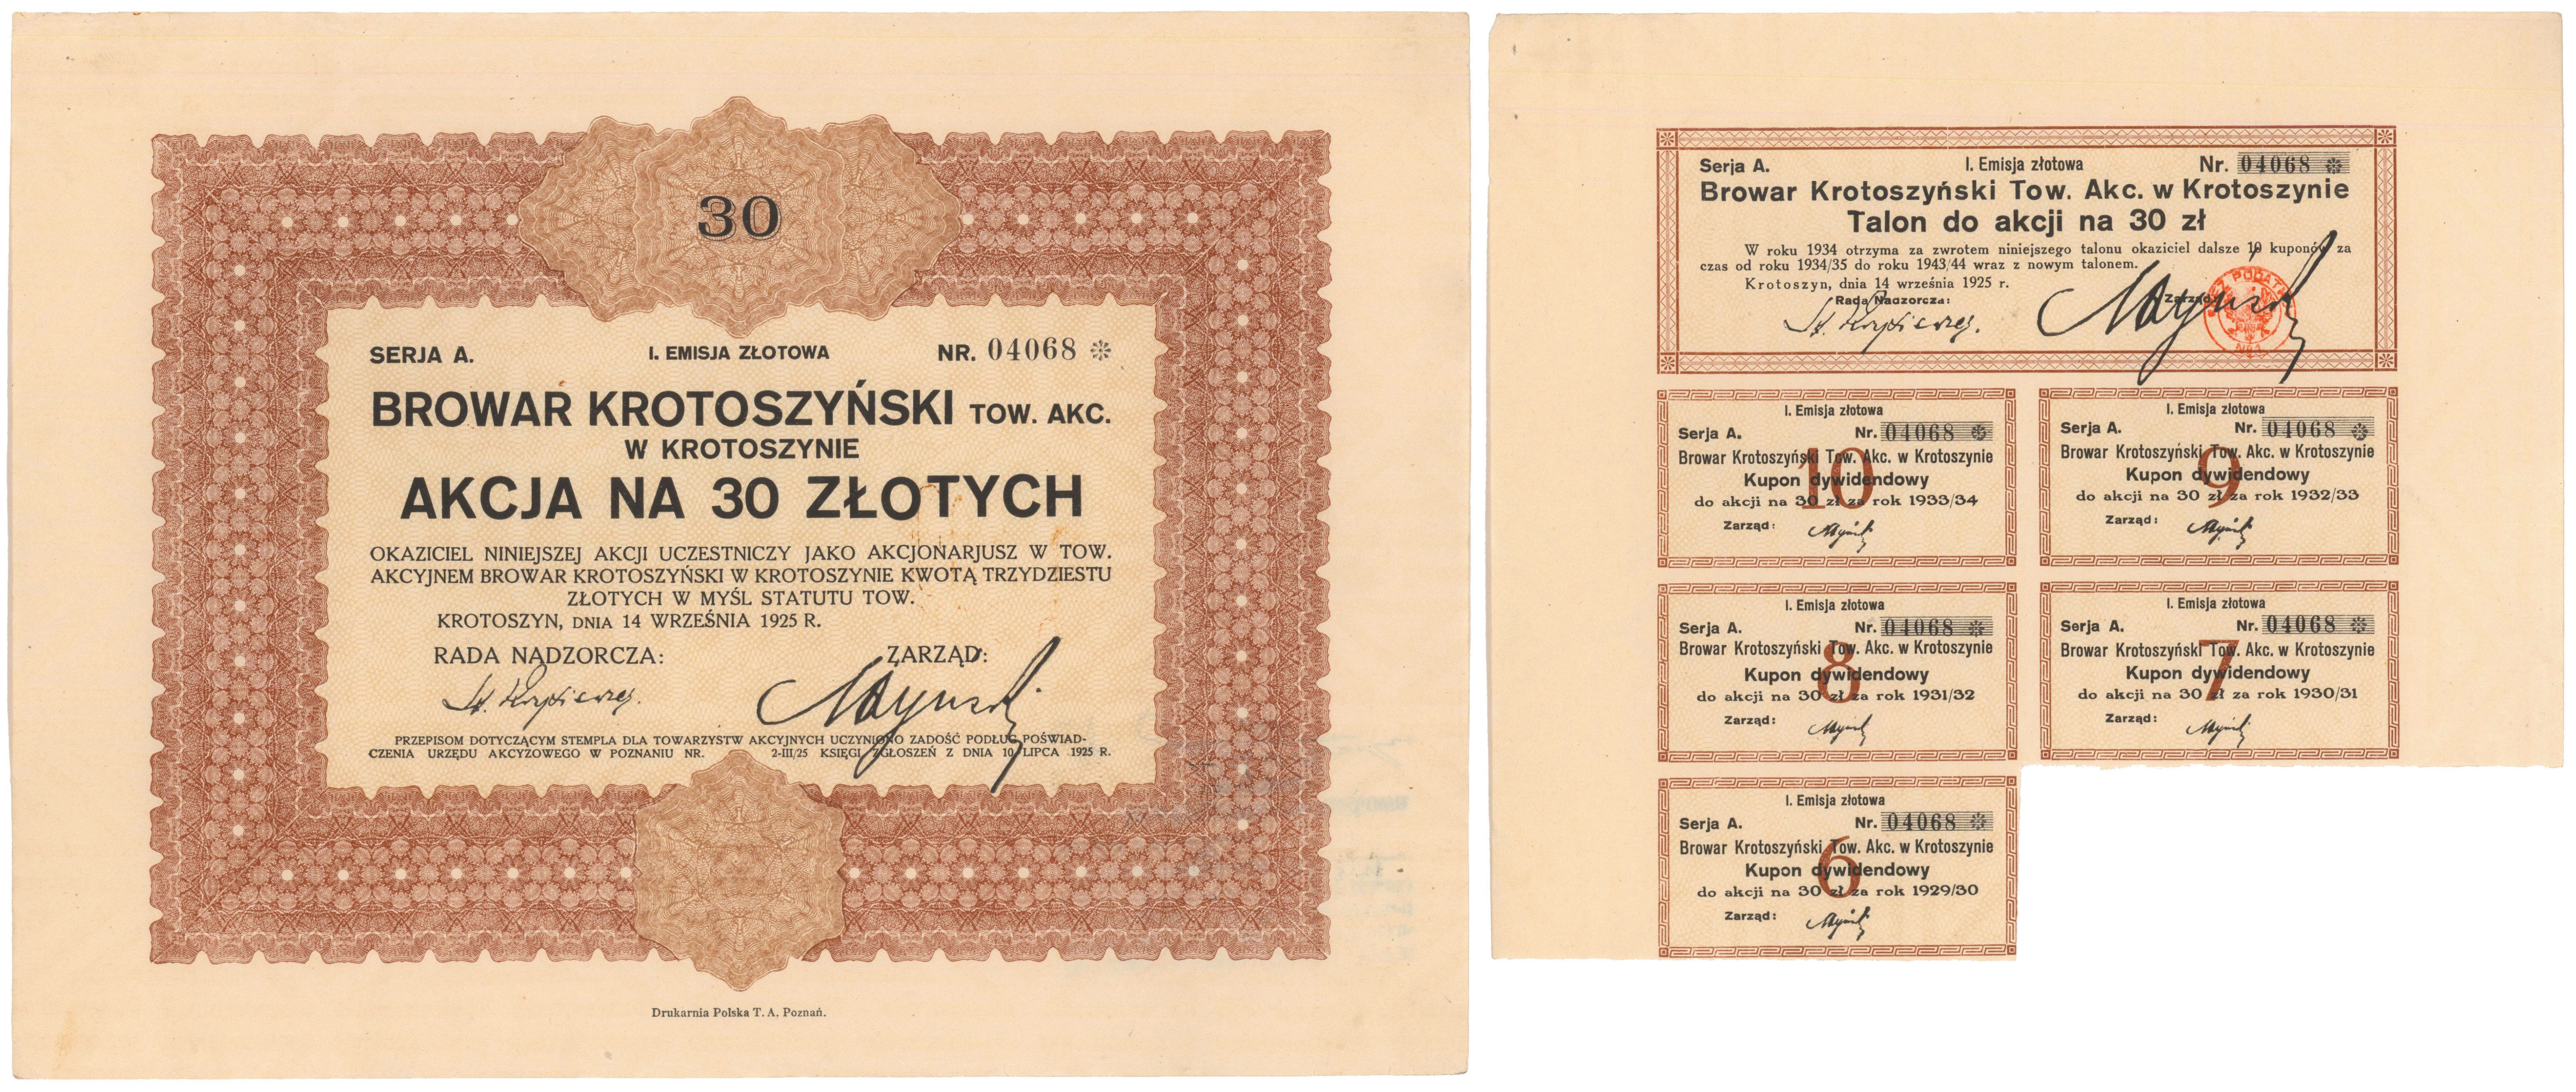 30
SERJA A. I. EMISJA ZŁOTOWA NR. 04068
BROWAR KROTOSZYŃSKI TOW. AKC.
W KROTOSZYNIE
AKCJA NA 30 ZŁOTYCH
OKAZICIEL NINIEJSZEJ AKCJI UCZESTNICZY JAKO AKCJONARJUSZ W TOW.
AKCYJNEM BROWAR KROTOSZYŃSKI W KROTOSZYNIE KWOTĄ TRZYDZIESTU
ZŁOTYCH W MYŚL STATUTU TOW.
KROTOSZYN, DNIA 14 WRZEŚNIA 1925 R.
RADA NADZORCZA: ZARZĄD:
PRZEPISOM DOTYCZĄCYM STEMPLA DLA TOWARZYSTW AKCYJNYCH UCZYNIONO ZADOŚĆ PODŁUG POŚWIAD-
CZENIA URZĘDU AKCYZOWEGO W POZNANIU NR. 2-III/25 KSIĘGI ZGŁOSZEŃ Z DNIA 10 LIPCA 1925 R.
Drukarnia Polska T. A. Poznań.
Serja A. I. Emisja złotowa Nr. 04068
Browar Krotoszyński Tow. Akc. w Krotoszynie
Talon do akcji na 30 zł
W roku 1934 otrzyma za zwrotem niniejszego talonu okaziciel dalsze 10 kuponów za
czas od roku 1934/35 do roku 1943/44 wraz z nowym talonem.
Krotoszyn, dnia 14 września 1925 r.
Rada Nadzorcza: Zarząd:
I. Emisja złotowa
Serja A. Nr. 04068
Browar Krotoszyński Tow. Akc. w Krotoszynie
10
Kupon dywidendowy
do akcji na 30 zł za rok 1933/34
Zarząd:
I. Emisja złotowa
Serja A. Nr. 04068
Browar Krotoszyński Tow. Akc. w Krotoszynie
9
Kupon dywidendowy
do akcji na 30 zł za rok 1932/33
Zarząd:
I. Emisja złotowa
Serja A. Nr. 04068
Browar Krotoszyński Tow. Akc. w Krotoszynie
8
Kupon dywidendowy
do akcji na 30 zł za rok 1931/32
Zarząd:
I. Emisja złotowa
Serja A. Nr. 04068
Browar Krotoszyński Tow. Akc. w Krotoszynie
7
Kupon dywidendowy
do akcji na 30 zł za rok 1930/31
Zarząd:
I. Emisja złotowa
Serja A. Nr. 04068
Browar Krotoszyński Tow. Akc. w Krotoszynie
6
Kupon dywidendowy
do akcji na 30 zł za rok 1929/30
Zarząd: